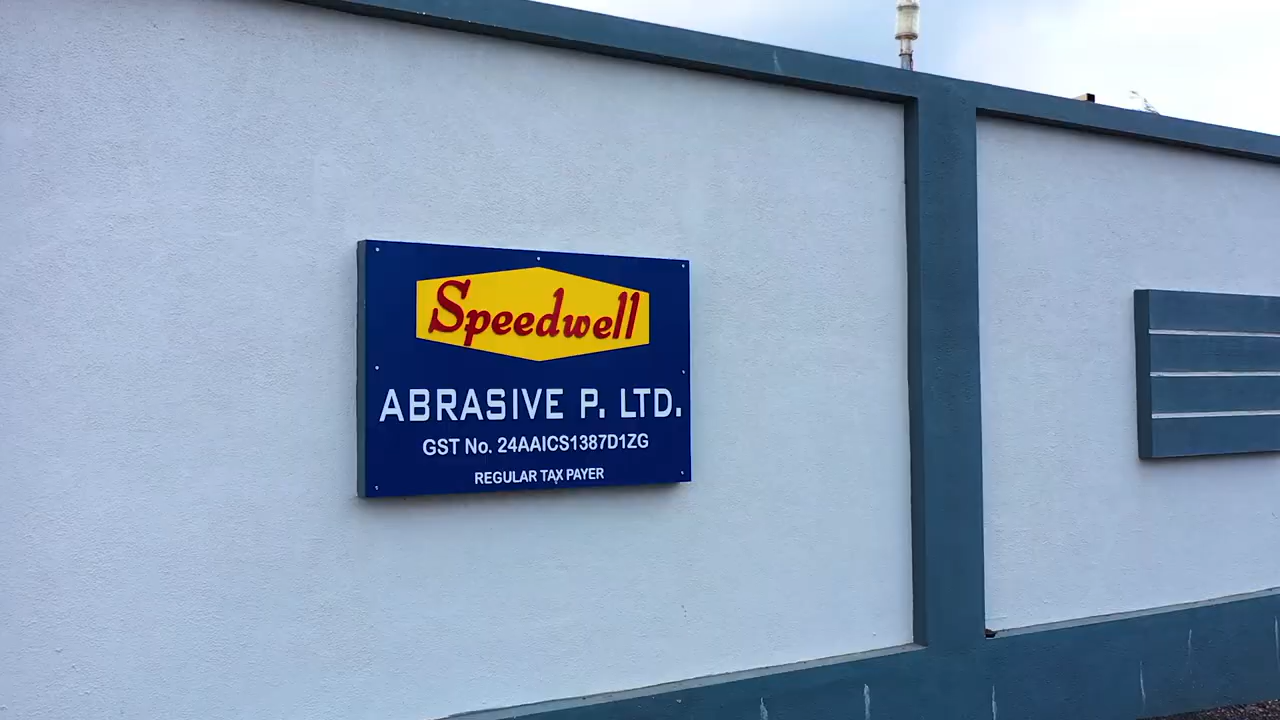 Speedwell
ABRASIVE P. LTD.
GST No. 24AAICS1387D1ZG
REGULAR TAX PAYER